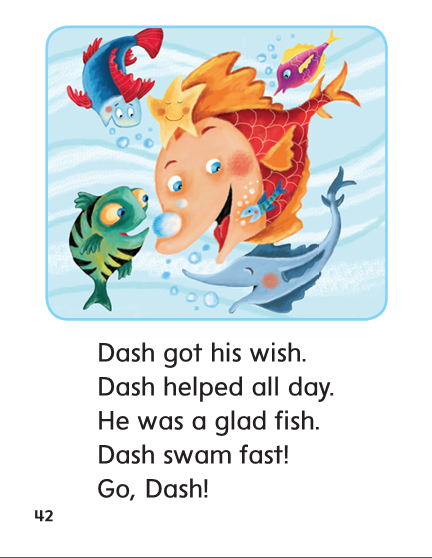 Dash got his wish.
Dash helped all day.
He was a glad fish.
Dash swam fast!
Go, Dash!
42